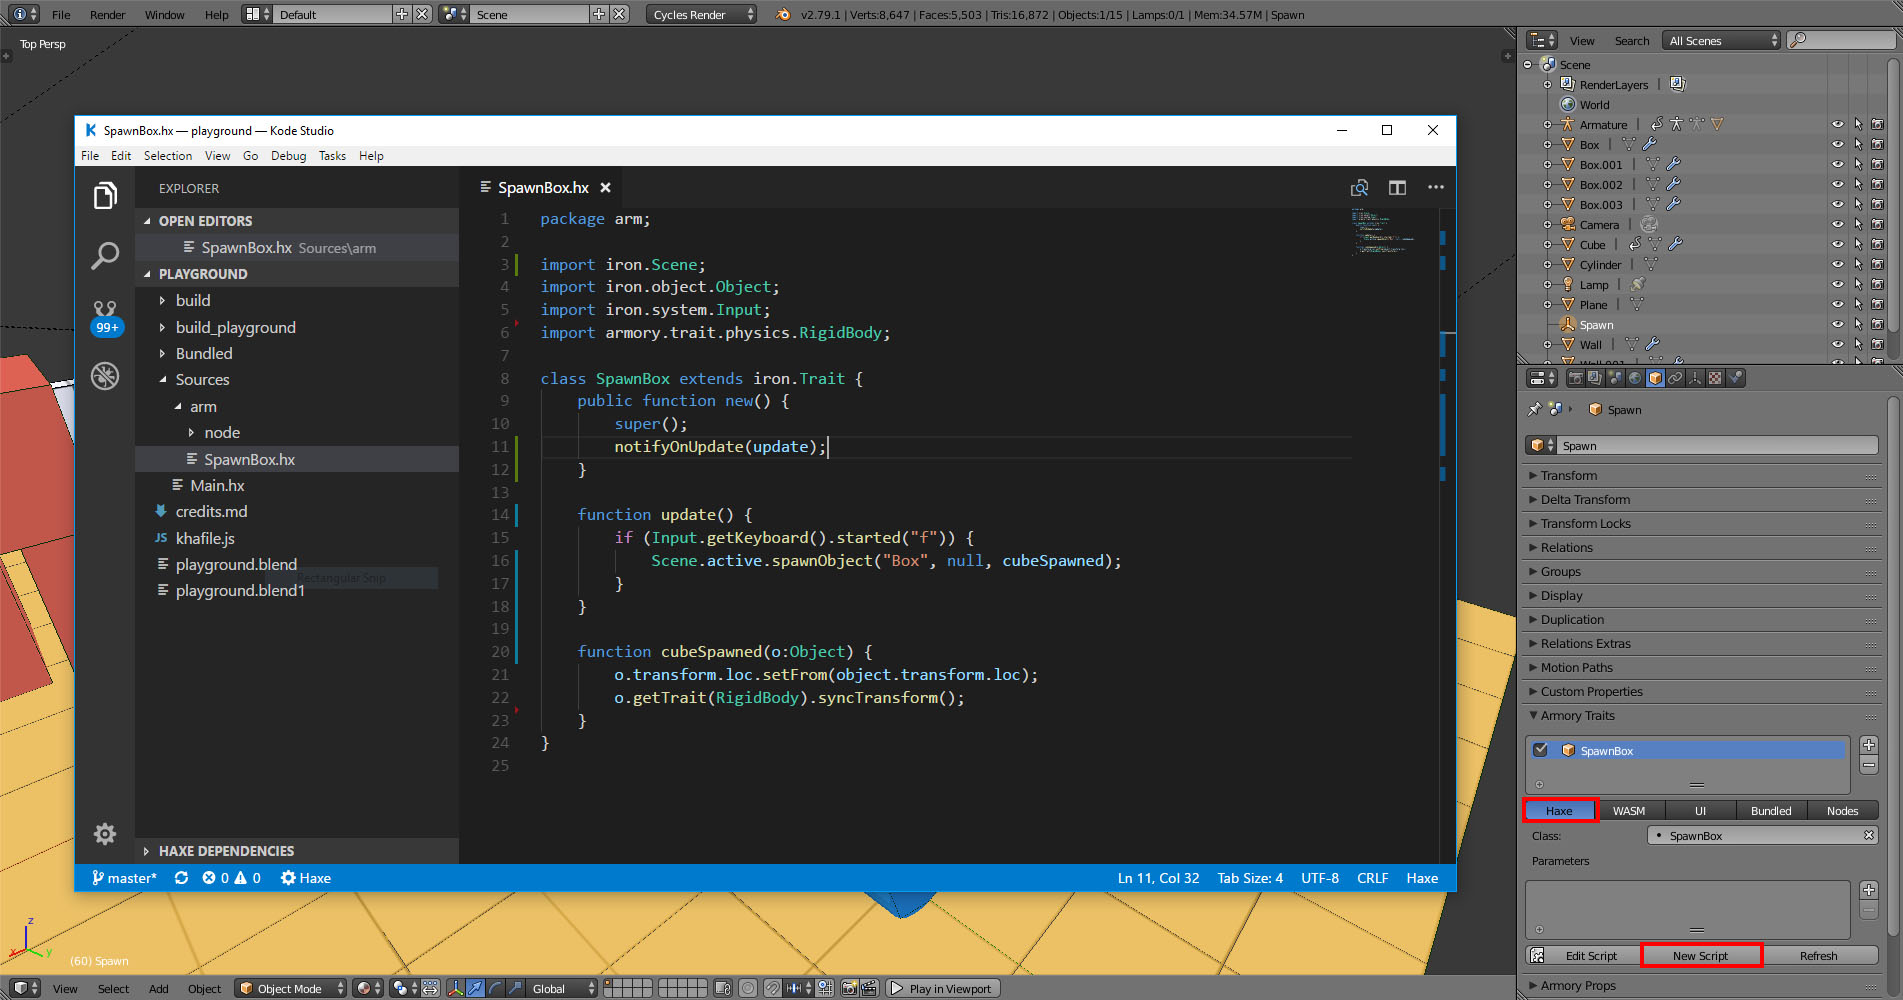 File Render Window Help Default Scene Cycles Render v2.79.1 | Verts:8,647 | Faces:5,503 | Tris:16,872 | Objects:1/15 | Lamps:0/1 | Mem:34.57M | Spawn
Top Persp
SpawnBox.hx — playground — Kode Studio
File Edit Selection View Go Debug Tasks Help
EXPLORER
OPEN EDITORS
SpawnBox.hx Sources\arm
PLAYGROUND
build
build_playground
Bundled
Sources
arm
node
SpawnBox.hx
Main.hx
credits.md
JS khafile.js
playground.blend
Rectangular Snip
playground.blend1
HAXE DEPENDENCIES
99+
SpawnBox.hx
1 package arm;
2
3 import iron.Scene;
4 import iron.object.Object;
5 import iron.system.Input;
6 import armory.trait.physics.RigidBody;
7
8 class SpawnBox extends iron.Trait {
9 public function new() {
10 super();
11 notifyOnUpdate(update);
12 }
13
14 function update() {
15 if (Input.getKeyboard().started("f")) {
16 Scene.active.spawnObject("Box", null, cubeSpawned);
17 }
18 }
19
20 function cubeSpawned(o:Object) {
21 o.transform.loc.setFrom(object.transform.loc);
22 o.getTrait(RigidBody).syncTransform();
23 }
24 }
25
master* 0 0 Haxe Ln 11, Col 32 Tab Size: 4 UTF-8 CRLF Haxe
z
x y
(60) Spawn
View Select Add Object Object Mode Global Play in Viewport
View Search All Scenes
Scene
RenderLayers |
World
Armature |
Box |
Box.001 |
Box.002 |
Box.003 |
Camera |
Cube |
Cylinder |
Lamp |
Plane |
Spawn
Wall |
Wall.001 |
Spawn
Spawn
Transform
Delta Transform
Transform Locks
Relations
Groups
Display
Duplication
Relations Extras
Motion Paths
Custom Properties
Armory Traits
SpawnBox
Haxe WASM UI Bundled Nodes
Class: SpawnBox
Parameters
Edit Script New Script Refresh
Armory Props